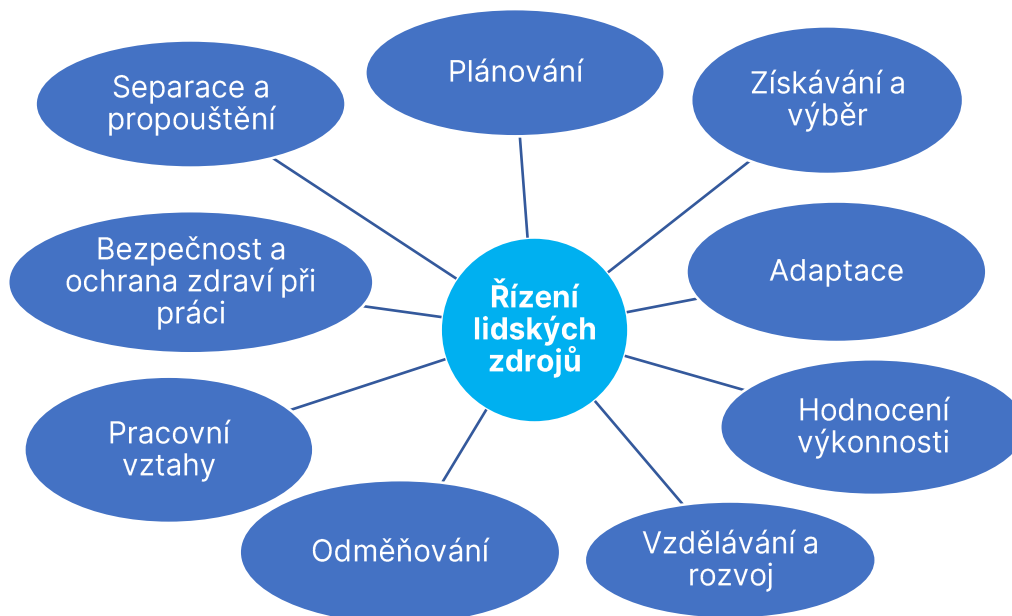 Plánování
Separace a
propouštění
Získávání a
výběr
Bezpečnost a
ochrana zdraví při
práci
Adaptace
Řízení
lidských
zdrojů
Hodnocení
výkonnosti
Pracovní
vztahy
Odměňování
Vzdělávání a
rozvoj